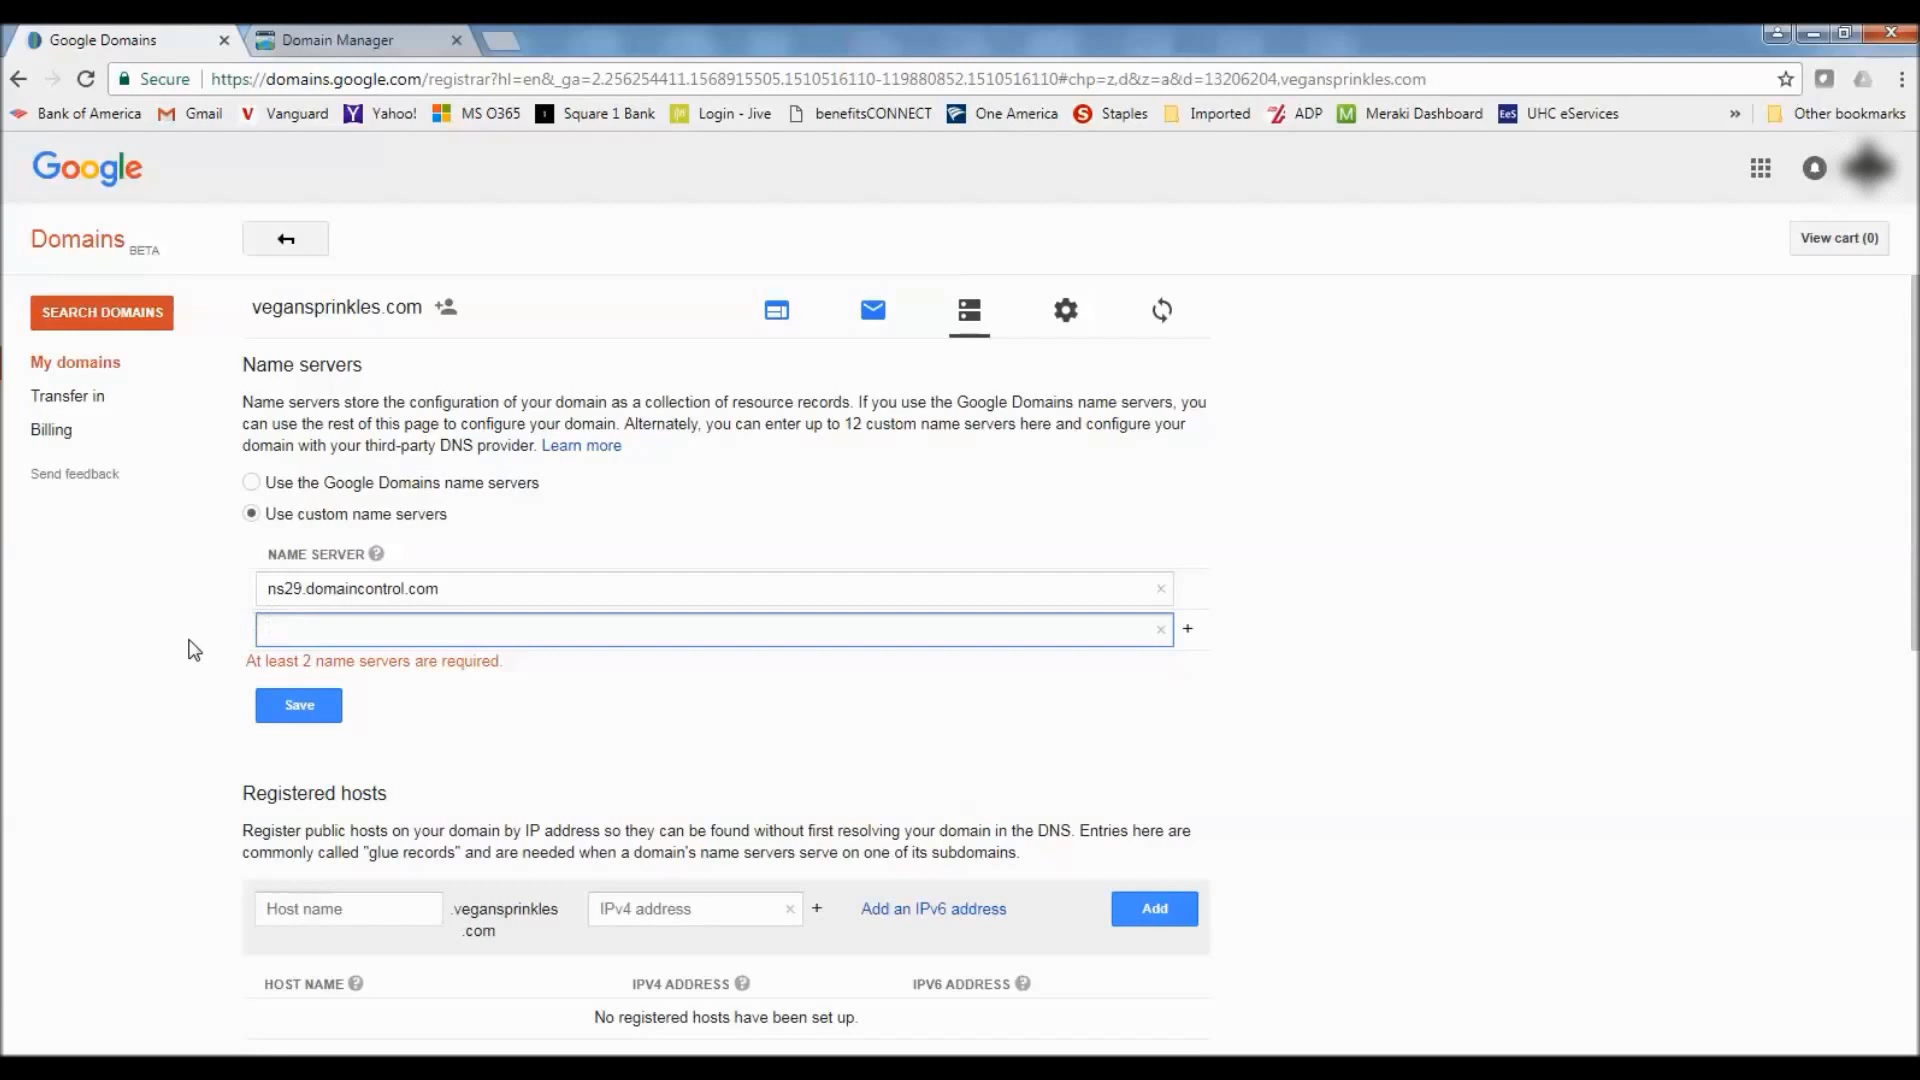 Google Domains
Domain Manager
Secure
https://domains.google.com/registrar?hl=en&_ga=2.256254411.1568915505.1510516110-119880852.1510516110#chp=z,d&z=a&d=13206204,vegansprinkles.com
Bank of America Gmail Vanguard Yahoo! MS O365 Square 1 Bank Login - Jive benefitsCONNECT One America Staples Imported ADP Meraki Dashboard UHC eServices » Other bookmarks
Google
Domains BETA
View cart (0)
SEARCH DOMAINS
My domains
Transfer in
Billing
Send feedback
vegansprinkles.com
Name servers
Name servers store the configuration of your domain as a collection of resource records. If you use the Google Domains name servers, you
can use the rest of this page to configure your domain. Alternately, you can enter up to 12 custom name servers here and configure your
domain with your third-party DNS provider. Learn more
Use the Google Domains name servers
Use custom name servers
NAME SERVER ?
ns29.domaincontrol.com
At least 2 name servers are required.
Save
Registered hosts
Register public hosts on your domain by IP address so they can be found without first resolving your domain in the DNS. Entries here are
commonly called "glue records" and are needed when a domain's name servers serve on one of its subdomains.
Host name .vegansprinkles IPv4 address + Add an IPv6 address Add
.com
HOST NAME ? IPV4 ADDRESS ? IPV6 ADDRESS ?
No registered hosts have been set up.